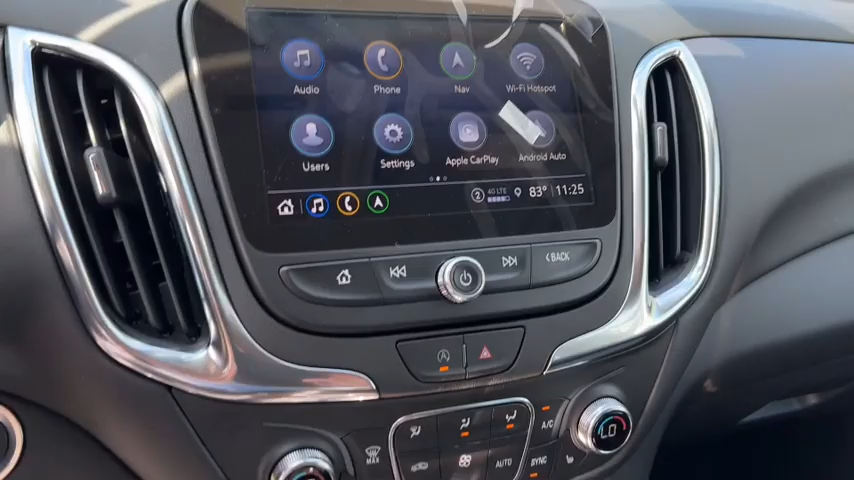 Audio Phone Nav Wi-Fi Hotspot
Users Settings Apple CarPlay Android Auto
2 4G LTE 83° 11:25
BACK
A
A/C
LO
MAX
AUTO SYNC